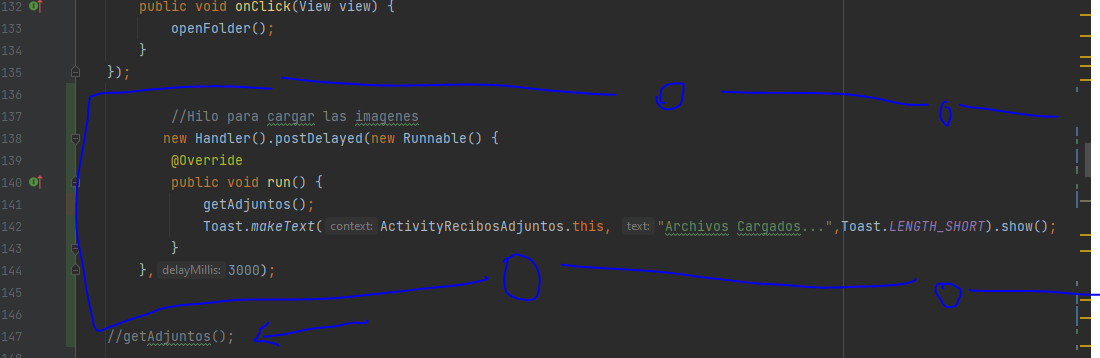 132 public void onClick(View view) {
133 openFolder();
134 }
135 });
136
137 //Hilo para cargar las imagenes
138 new Handler().postDelayed(new Runnable() {
139 @Override
140 public void run() {
141 getAdjuntos();
142 Toast.makeText( context: ActivityRecibosAdjuntos.this, text: "Archivos Cargados...",Toast.LENGTH_SHORT).show();
143 }
144 }, delayMillis: 3000);
145
146
147 //getAdjuntos();